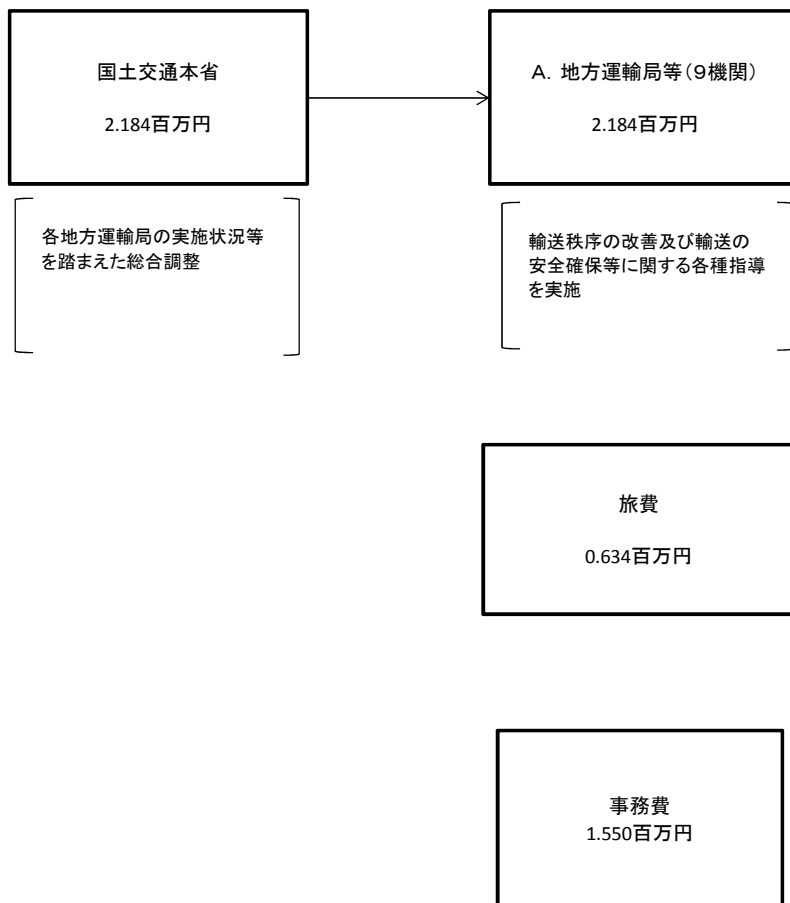 国土交通本省
2.184百万円
A．地方運輸局等（９機関）
2.184百万円
各地方運輸局の実施状況等
を踏まえた総合調整
輸送秩序の改善及び輸送の
安全確保等に関する各種指導
を実施
旅費
0.634百万円
事務費
1.550百万円